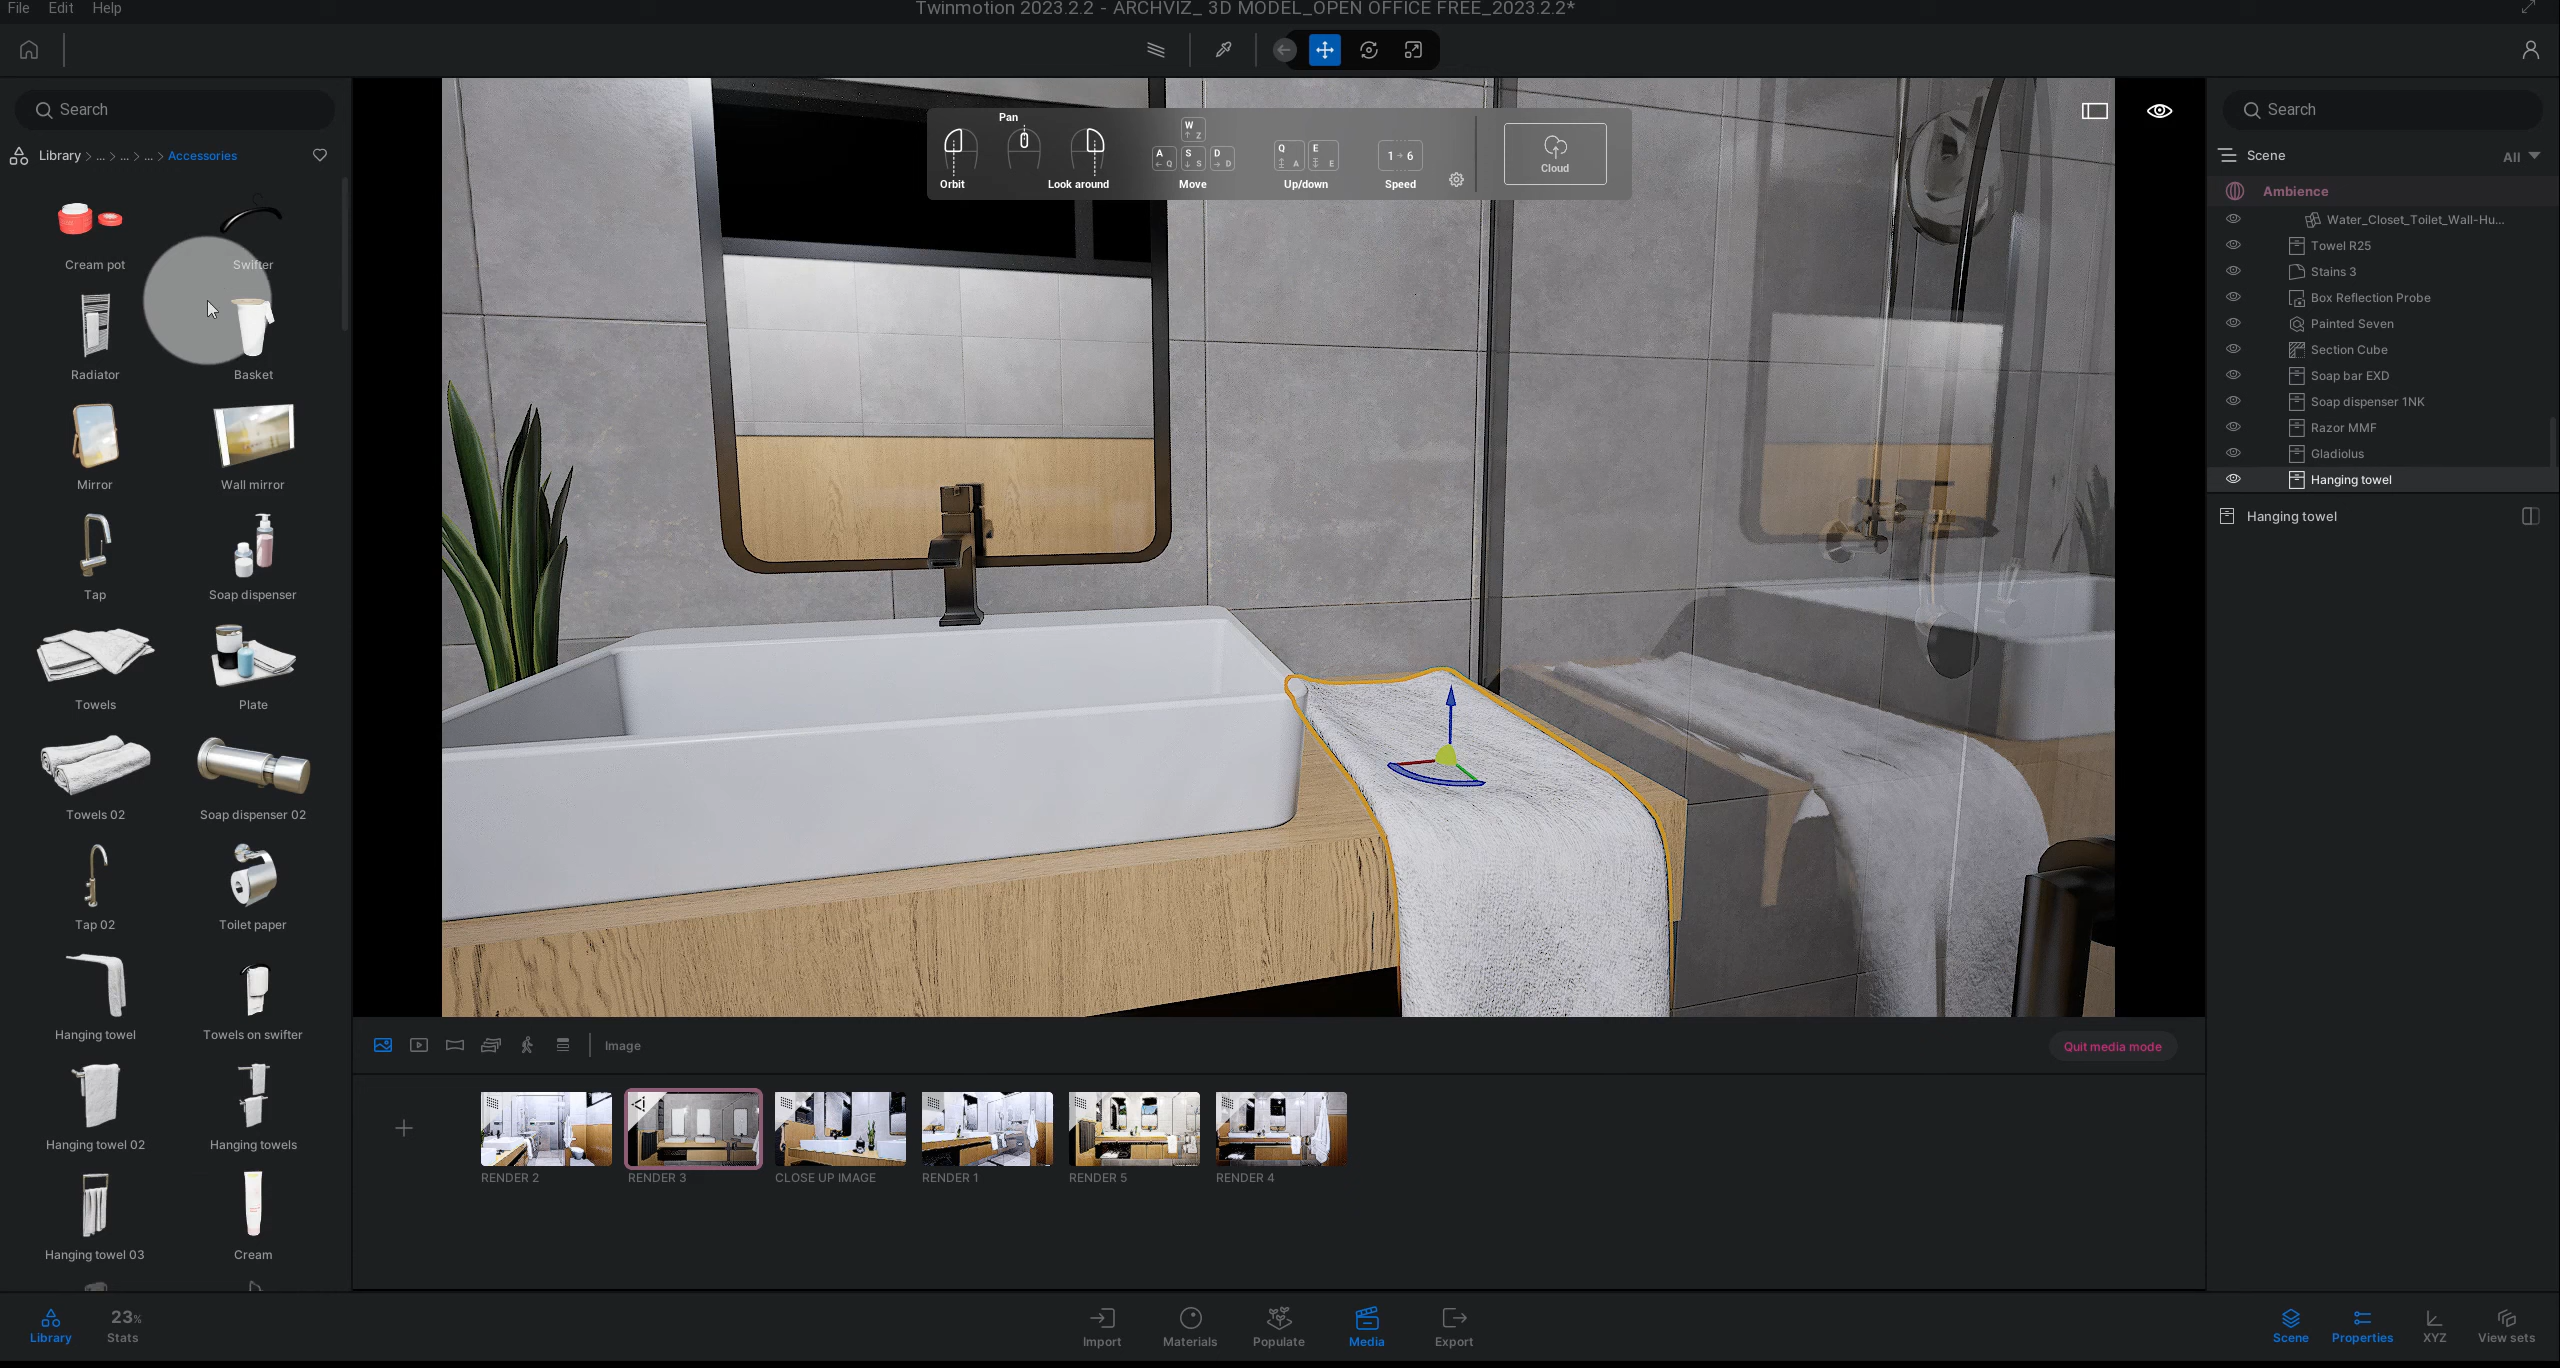 File Edit Help
Twinmotion 2023.2.2 - ARCHVIZ_ 3D MODEL_OPEN OFFICE FREE_2023.2.2*
Search
Library > ... > ... > ... > Accessories
Cream pot
Swifter
Radiator
Basket
Mirror
Wall mirror
Tap
Soap dispenser
Towels
Plate
Towels 02
Soap dispenser 02
Tap 02
Toilet paper
Hanging towel
Towels on swifter
Hanging towel 02
Hanging towels
Hanging towel 03
Cream
Library
23%
Stats
Pan
Orbit
Look around
W
↑ Z
A
← Q
S
↓ S
D
→ D
Move
Q
A
E
E
Up/down
1 → 6
Speed
Cloud
Image
Quit media mode
RENDER 2
RENDER 3
CLOSE UP IMAGE
RENDER 1
RENDER 5
RENDER 4
Import
Materials
Populate
Media
Export
Search
Scene
All
Ambience
Water_Closet_Toilet_Wall-Hu...
Towel R25
Stains 3
Box Reflection Probe
Painted Seven
Section Cube
Soap bar EXD
Soap dispenser 1NK
Razor MMF
Gladiolus
Hanging towel
Hanging towel
Scene
Properties
XYZ
View sets